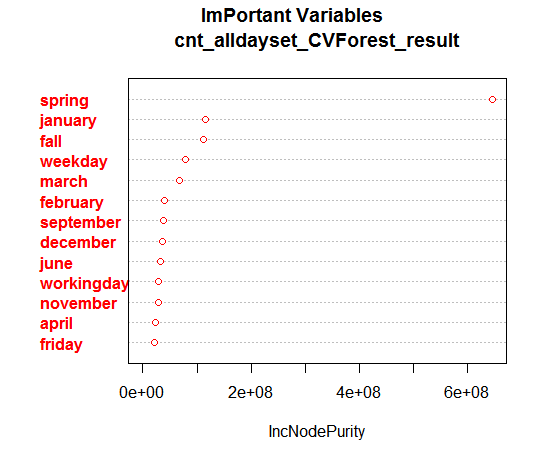 ImPortant Variables
cnt_alldayset_CVForest_result
spring
january
fall
weekday
march
february
september
december
june
workingday
november
april
friday
0e+00 2e+08 4e+08 6e+08
IncNodePurity